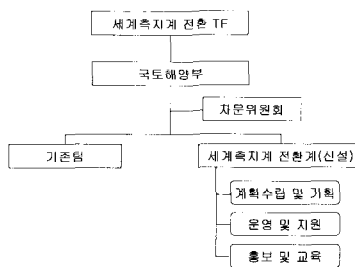 세계측지계 전환 TF
국토해양부
자문위원회
기존팀
세계측지계 전환계(신설)
계획수립 및 기획
운영 및 지원
홍보 및 교육